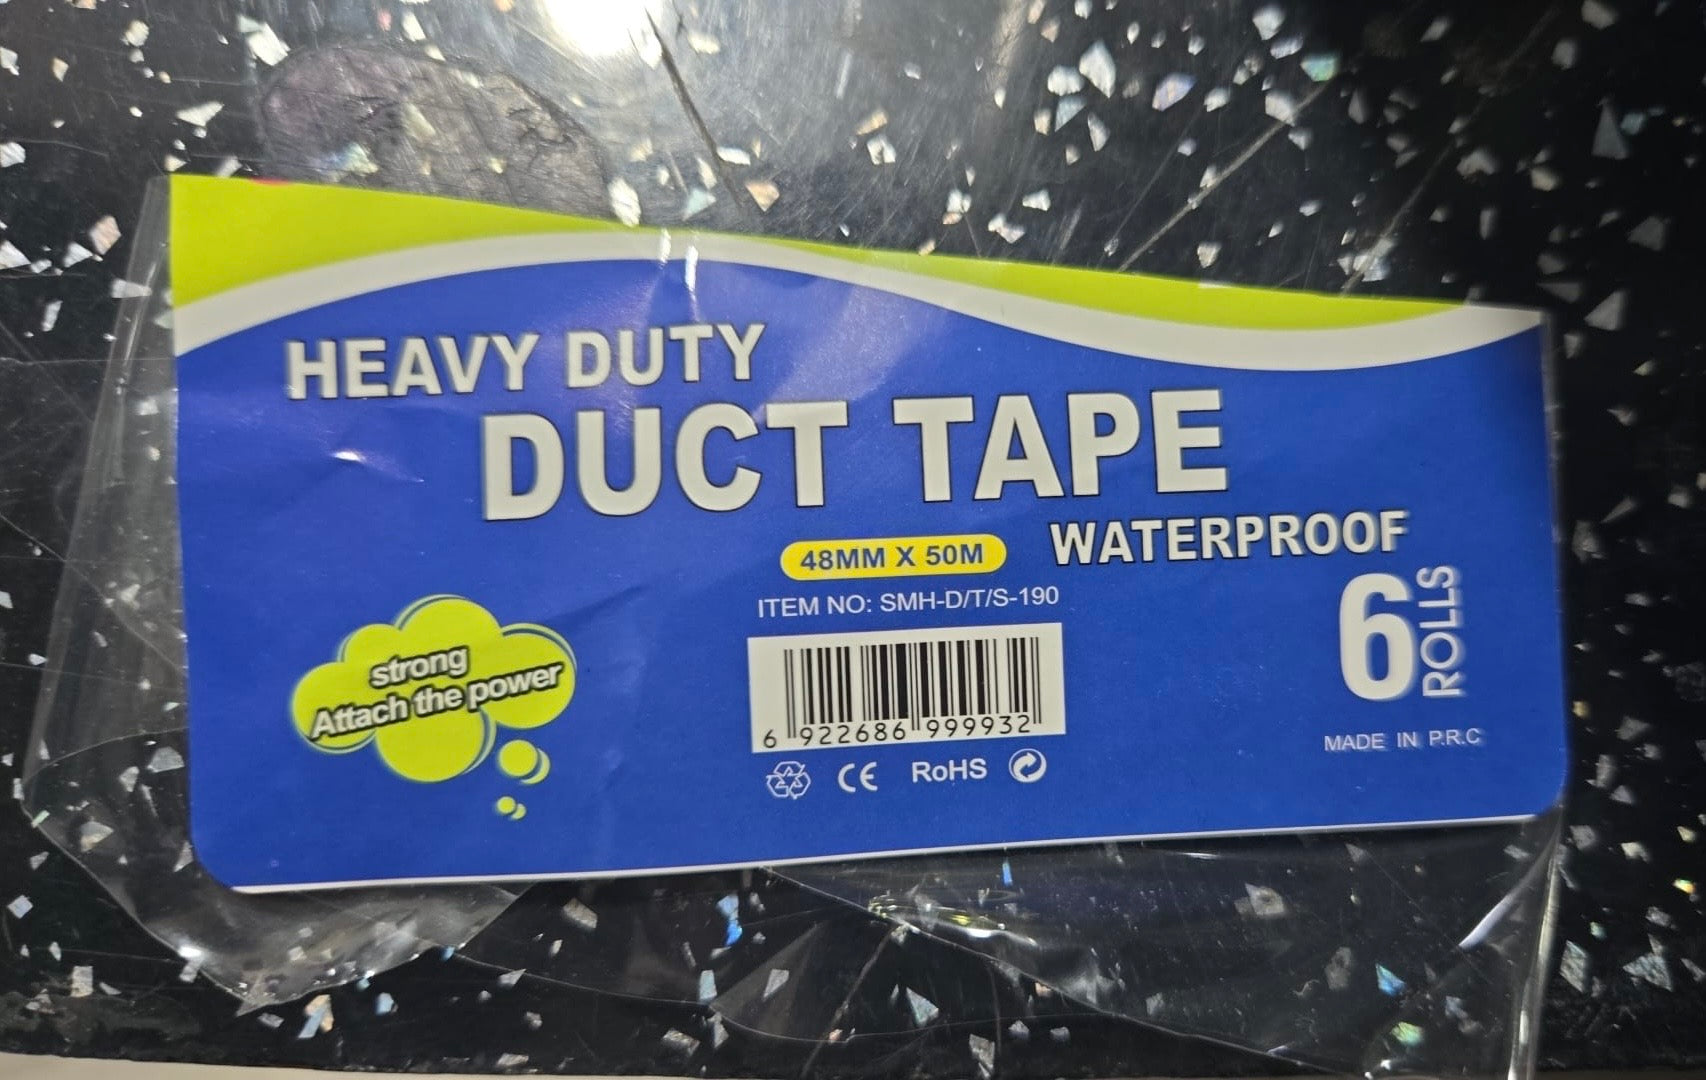 HEAVY DUTY
DUCT TAPE
WATERPROOF
48MM X 50M
ITEM NO: SMH-D/T/S-190
strong
Attach the power
6 922686 999932
CE RoHS
6 ROLLS
MADE IN P.R.C